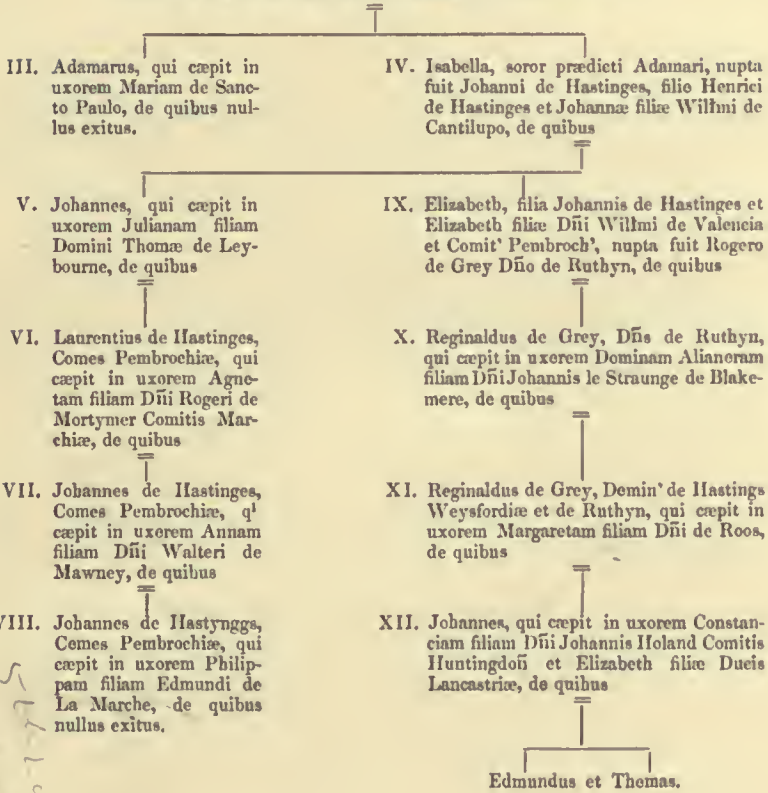 III. Adamarus, qui cæpit in
uxorem Mariam de Sanc-
to Paulo, de quibus nul-
lus exitus.
IV. Isabella, soror prædicti Adamari, nupta
fuit Johanni de Hastinges, filio Henrici
de Hastinges et Johannæ filiæ Willmi de
Cantilupo, de quibus
V. Johannes, qui cæpit in
uxorem Julianam filiam
Domini Thomæ de Ley-
bourne, de quibus
IX. Elizabeth, filia Johannis de Hastinges et
Elizabeth filiæ Dñi Willmi de Valencia
et Comit' Pembroch', nupta fuit Rogero
de Grey Dño de Ruthyn, de quibus
VI. Laurentius de Hastinges,
Comes Pembrochiæ, qui
cæpit in uxorem Agne-
tam filiam Dñi Rogeri de
Mortymer Comitis Mar-
chiæ, de quibus
X. Reginaldus de Grey, Dñs de Ruthyn,
qui cæpit in uxorem Dominam Alianoram
filiam Dñi Johannis le Straunge de Blake-
mere, de quibus
VII. Johannes de Hastinges,
Comes Pembrochiæ, qⁱ
cæpit in uxorem Annam
filiam Dñi Walteri de
Mawney, de quibus
XI. Reginaldus de Grey, Domin' de Hastings
Weysfordiæ et de Ruthyn, qui cæpit in
uxorem Margaretam filiam Dñi de Roos,
de quibus
VIII. Johannes de Hastynggs,
Comes Pembrochiæ, qui
cæpit in uxorem Philip-
pam filiam Edmundi de
La Marche, de quibus
nullus exitus.
XII. Johannes, qui cæpit in uxorem Constan-
ciam filiam Dñi Johannis Holand Comitis
Huntingdoñ et Elizabeth filiæ Ducis
Lancastriæ, de quibus
Edmundus et Thomas.